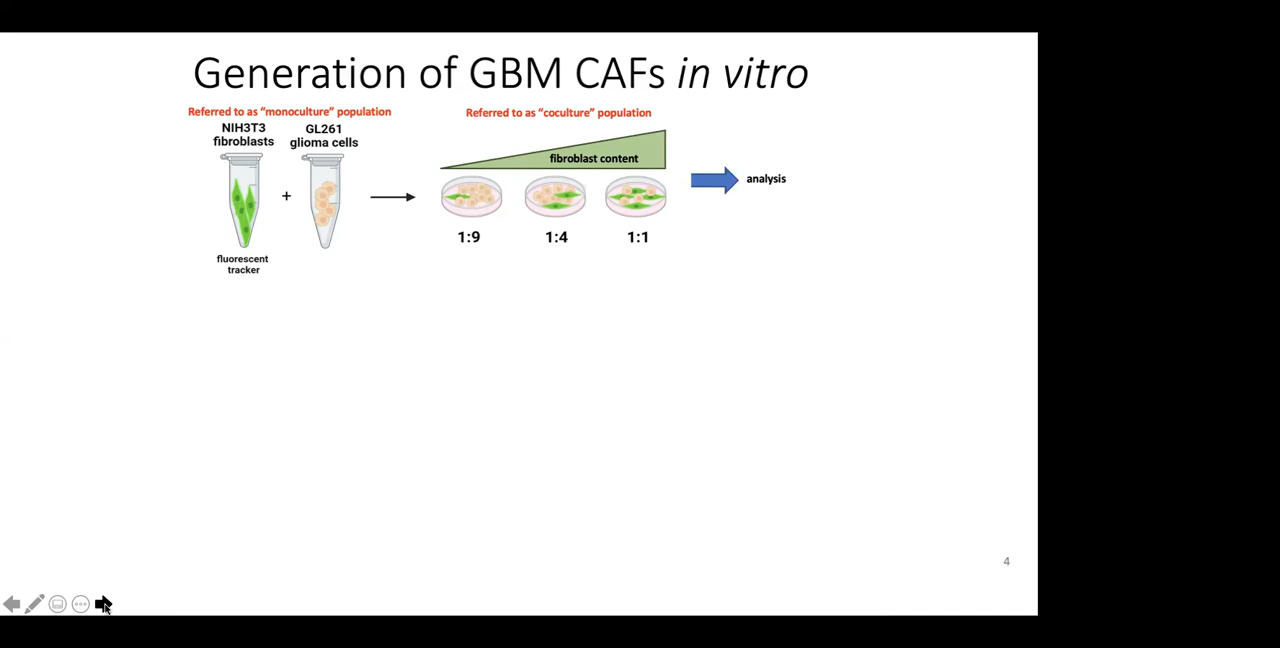 Generation of GBM CAFs in vitro
Referred to as “monoculture” population
Referred to as “coculture” population
NIH3T3
fibroblasts
GL261
glioma cells
+
fibroblast content
analysis
1:9
1:4
1:1
fluorescent
tracker
4